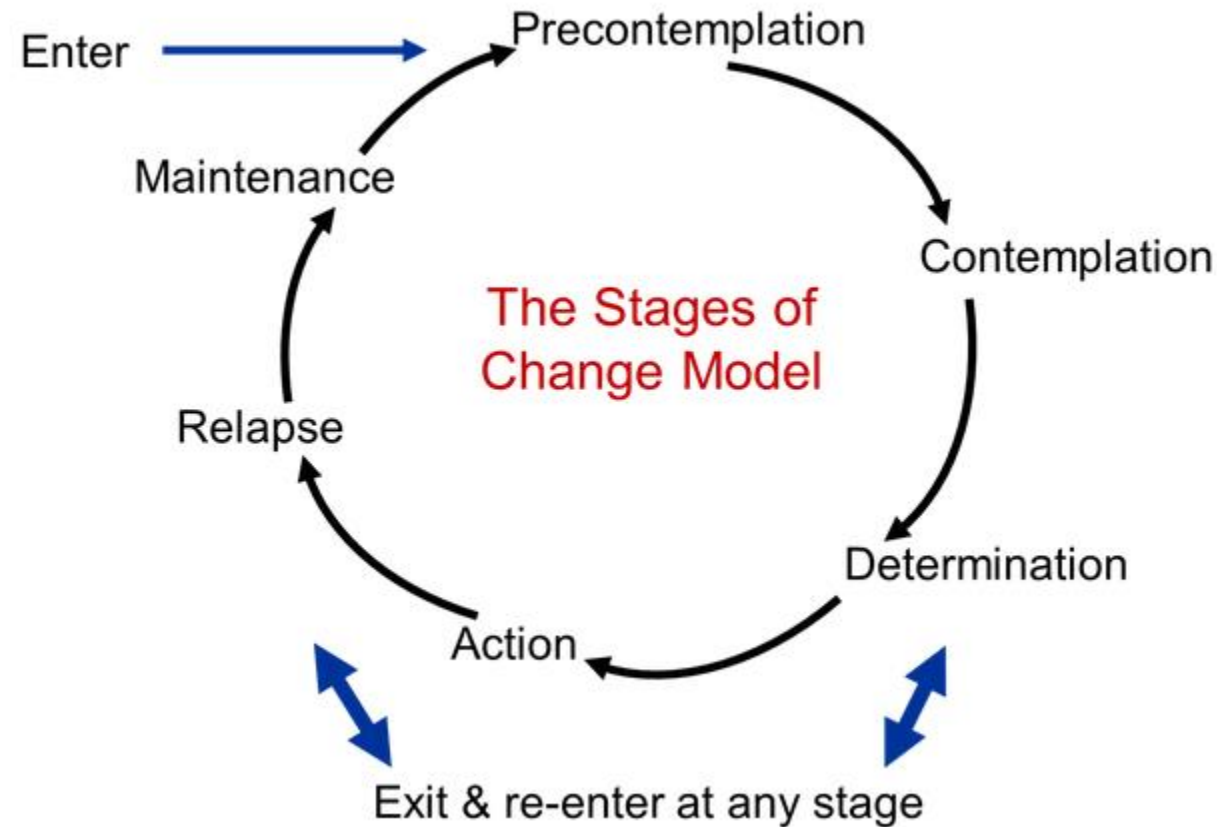 Enter
Precontemplation
Maintenance
Contemplation
The Stages of
Change Model
Relapse
Determination
Action
Exit & re-enter at any stage